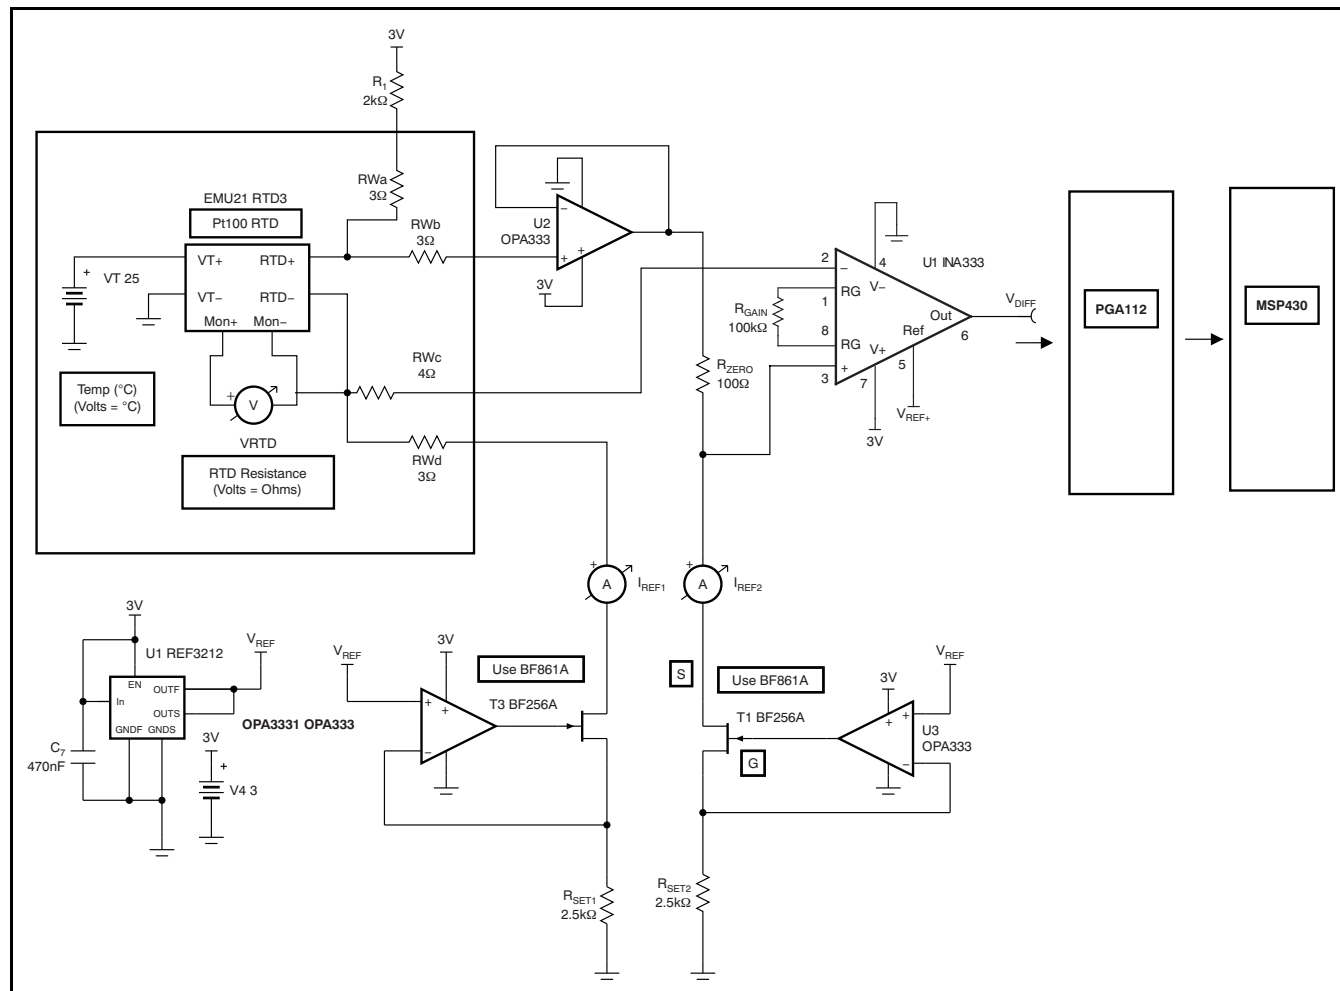 3V
R1
2kΩ
RWa
3Ω
EMU21 RTD3
Pt100 RTD
RWb
3Ω
VT+
RTD+
VT−
RTD−
Mon+
Mon−
+
VT 25
Temp (°C)
(Volts = °C)
+
V
VRTD
RTD Resistance
(Volts = Ohms)
RWc
4Ω
RWd
3Ω
−
U2
OPA333
+
+
3V
RZERO
100Ω
RGAIN
100kΩ
2
−
4
U1 INA333
RG
V−
1
8
RG
V+
Ref
Out
6
+
3
7
5
VREF+
3V
VDIFF
PGA112
MSP430
+
A
IREF1
+
A
IREF2
3V
U1 REF3212
VREF
EN
OUTF
In
OUTS
GNDF
GNDS
C7
470nF
OPA3331 OPA333
3V
+
V4 3
VREF
3V
+
+
−
Use BF861A
T3 BF256A
RSET1
2.5kΩ
S
Use BF861A
T1 BF256A
G
3V
VREF
+
+
U3
OPA333
−
RSET2
2.5kΩ